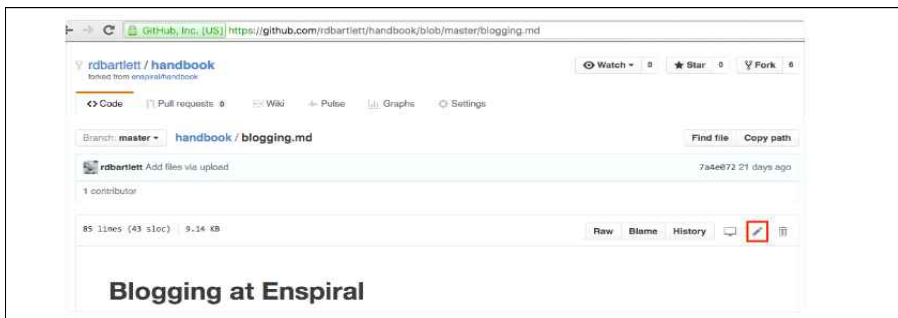 GitHub, Inc. [US] https://github.com/rdbartlett/handbook/blob/master/blogging.md
rdbartlett / handbook
forked from enspiral/handbook
Watch 0 Star 0 Fork 6
Code Pull requests 0 Wiki Pulse Graphs Settings
Branch: master handbook / blogging.md Find file Copy path
rdbartlett Add files via upload 7a4e072 21 days ago
1 contributor
85 lines (43 sloc) 9.14 KB Raw Blame History
Blogging at Enspiral